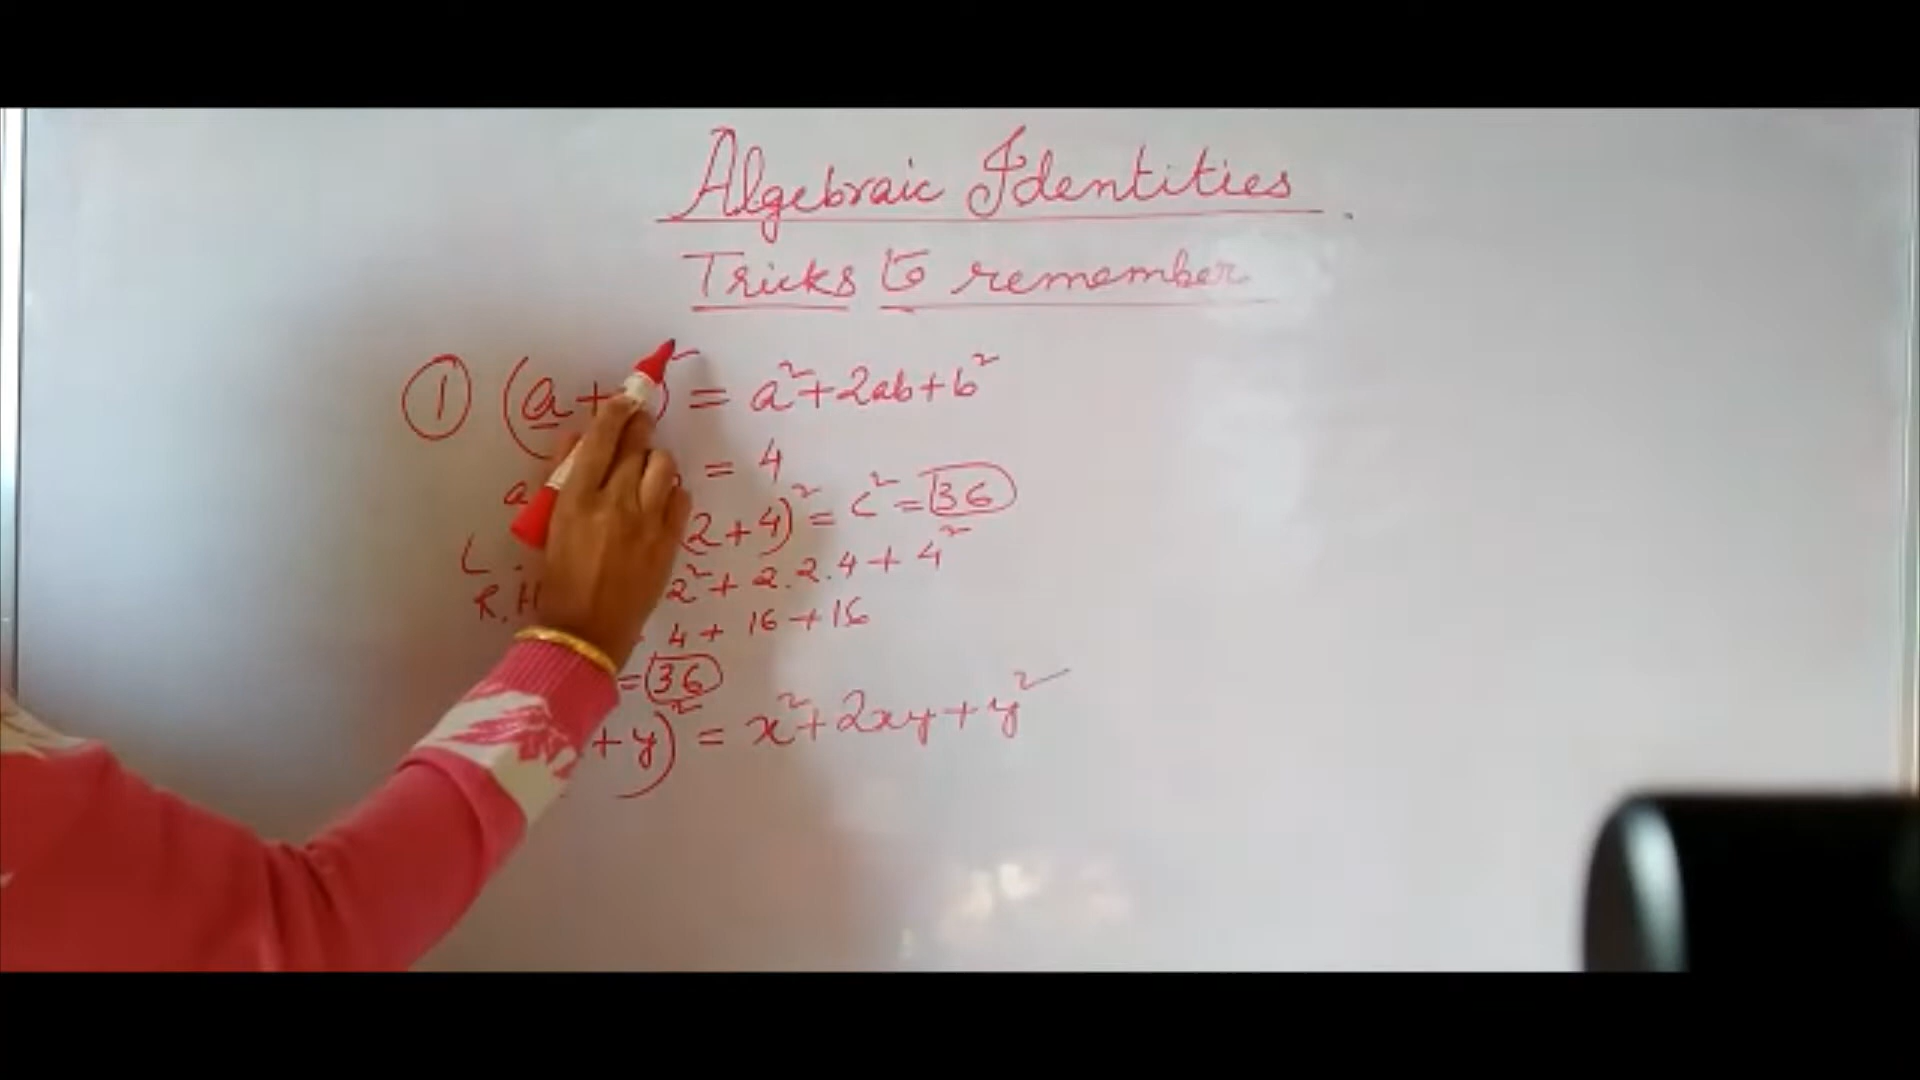 Algebraic Identities
Tricks to remember
① (a+ )² = a²+2ab+b²
a = 4
L. (2+4)² = 6² = 36
R.H 2²+2.2.4+4²
4+16+16
=36
+y)² = x²+2xy+y²